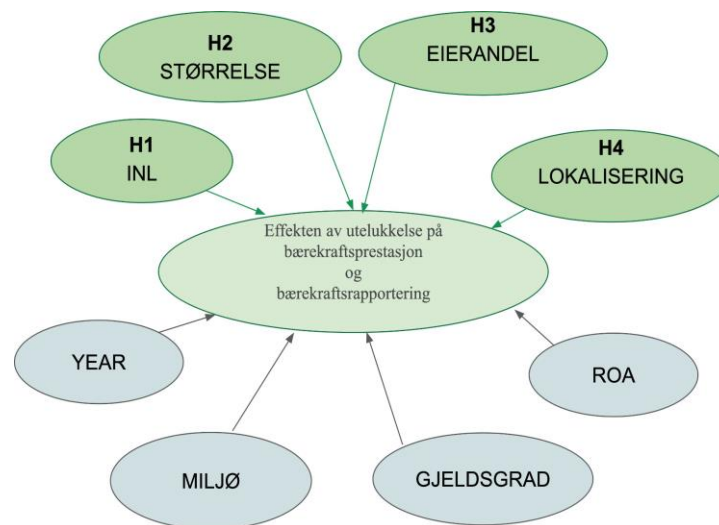 H2
STØRRELSE
H3
EIERANDEL
H1
INL
H4
LOKALISERING
Effekten av utelukkelse på
bærekraftsprestasjon
og
bærekraftsrapportering
YEAR
ROA
MILJØ
GJELDSGRAD